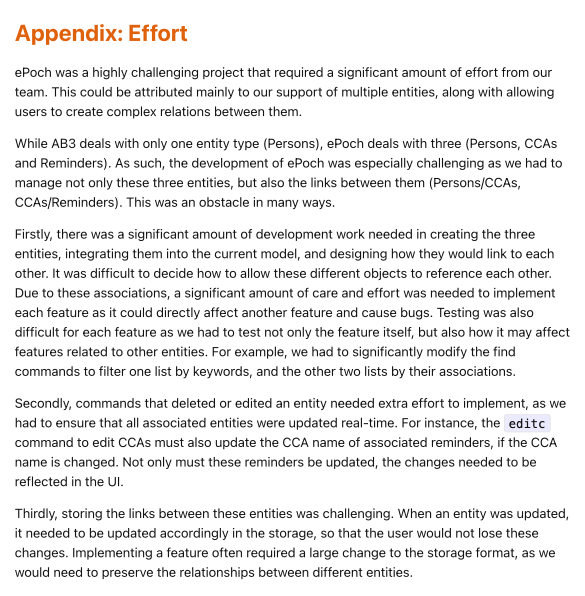 Appendix: Effort
ePoch was a highly challenging project that required a significant amount of effort from our
team. This could be attributed mainly to our support of multiple entities, along with allowing
users to create complex relations between them.
While AB3 deals with only one entity type (Persons), ePoch deals with three (Persons, CCAs
and Reminders). As such, the development of ePoch was especially challenging as we had to
manage not only these three entities, but also the links between them (Persons/CCAs,
CCAs/Reminders). This was an obstacle in many ways.
Firstly, there was a significant amount of development work needed in creating the three
entities, integrating them into the current model, and designing how they would link to each
other. It was difficult to decide how to allow these different objects to reference each other.
Due to these associations, a significant amount of care and effort was needed to implement
each feature as it could directly affect another feature and cause bugs. Testing was also
difficult for each feature as we had to test not only the feature itself, but also how it may affect
features related to other entities. For example, we had to significantly modify the find
commands to filter one list by keywords, and the other two lists by their associations.
Secondly, commands that deleted or edited an entity needed extra effort to implement, as we
had to ensure that all associated entities were updated real-time. For instance, the editc
command to edit CCAs must also update the CCA name of associated reminders, if the CCA
name is changed. Not only must these reminders be updated, the changes needed to be
reflected in the UI.
Thirdly, storing the links between these entities was challenging. When an entity was updated,
it needed to be updated accordingly in the storage, so that the user would not lose these
changes. Implementing a feature often required a large change to the storage format, as we
would need to preserve the relationships between different entities.